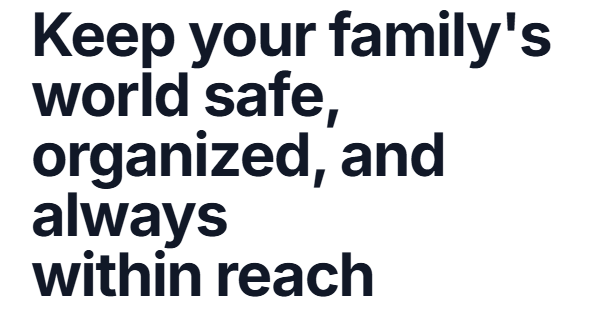 Keep your family's
world safe,
organized, and
always
within reach